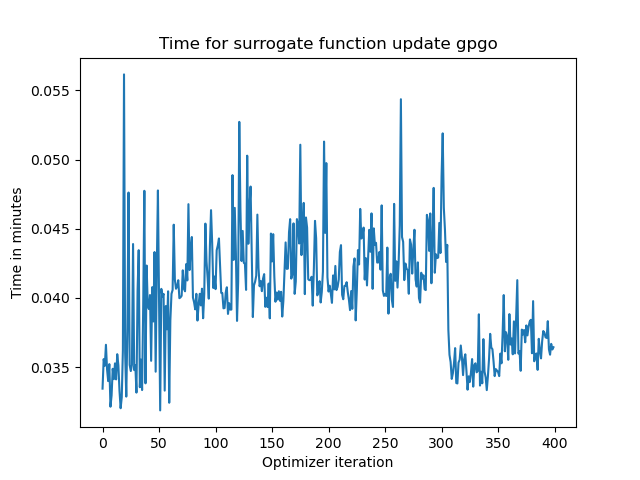 Time for surrogate function update gpgo
Time in minutes
0.055
0.050
0.045
0.040
0.035
0 50 100 150 200 250 300 350 400
Optimizer iteration